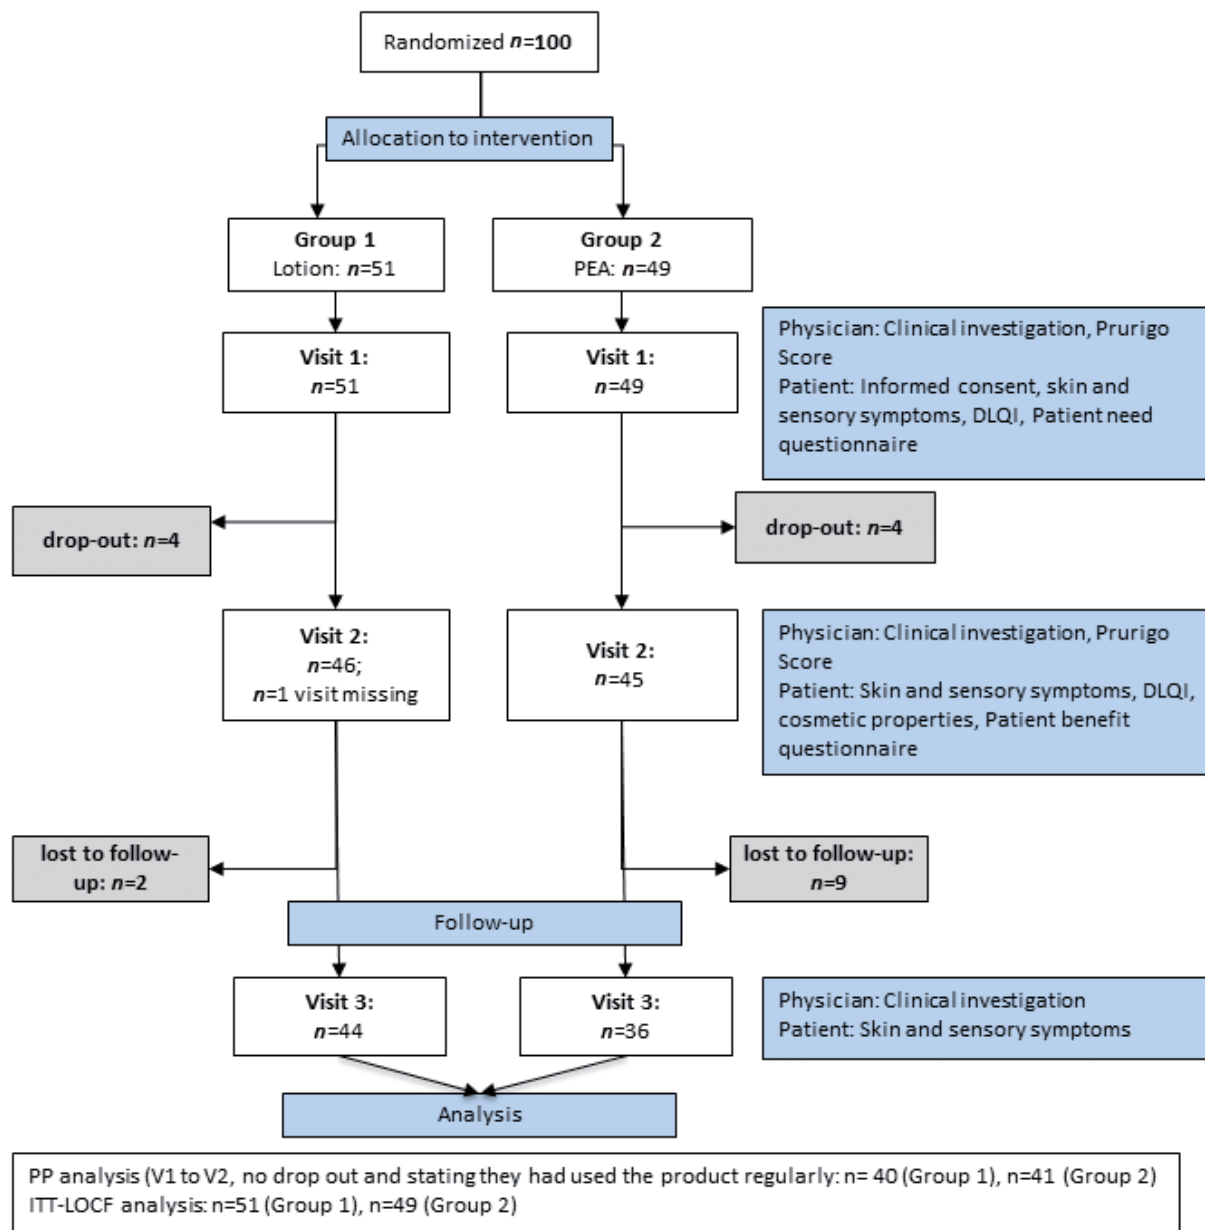 Randomized n=100
Allocation to intervention
Group 1
Lotion: n=51
Group 2
PEA: n=49
Visit 1:
n=51
Visit 1:
n=49
Physician: Clinical investigation, Prurigo
Score
Patient: Informed consent, skin and
sensory symptoms, DLQI, Patient need
questionnaire
drop-out: n=4
drop-out: n=4
Visit 2:
n=46;
n=1 visit missing
Visit 2:
n=45
Physician: Clinical investigation, Prurigo
Score
Patient: Skin and sensory symptoms, DLQI,
cosmetic properties, Patient benefit
questionnaire
lost to follow-
up: n=2
lost to follow-up:
n=9
Follow-up
Visit 3:
n=44
Visit 3:
n=36
Physician: Clinical investigation
Patient: Skin and sensory symptoms
Analysis
PP analysis (V1 to V2, no drop out and stating they had used the product regularly: n= 40 (Group 1), n=41 (Group 2)
ITT-LOCF analysis: n=51 (Group 1), n=49 (Group 2)